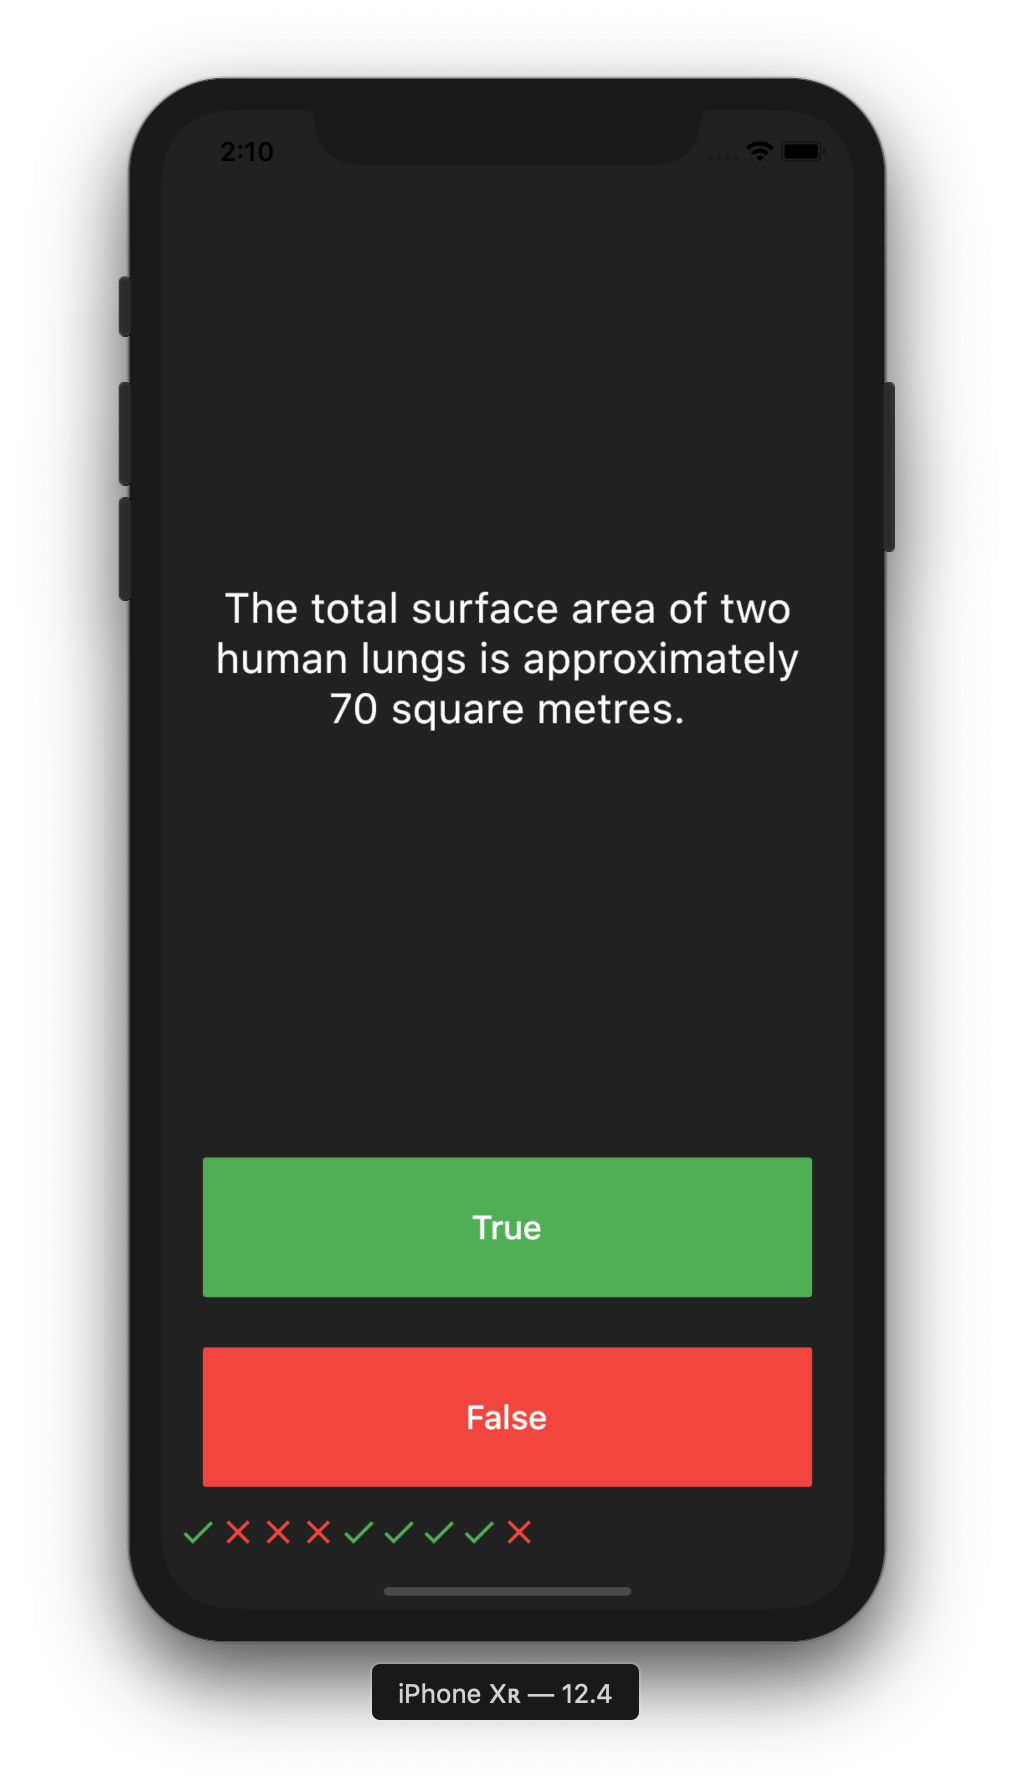 2:10
The total surface area of two
human lungs is approximately
70 square metres.
True
False
iPhone Xʀ — 12.4